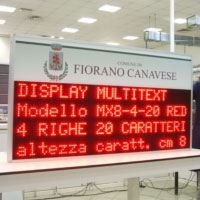 COMUNE DI
FIORANO CANAVESE
DISPLAY MULTITEXT
Modello MX8-4-20 RED
4 RIGHE 20 CARATTERI
altezza caratt. cm 8